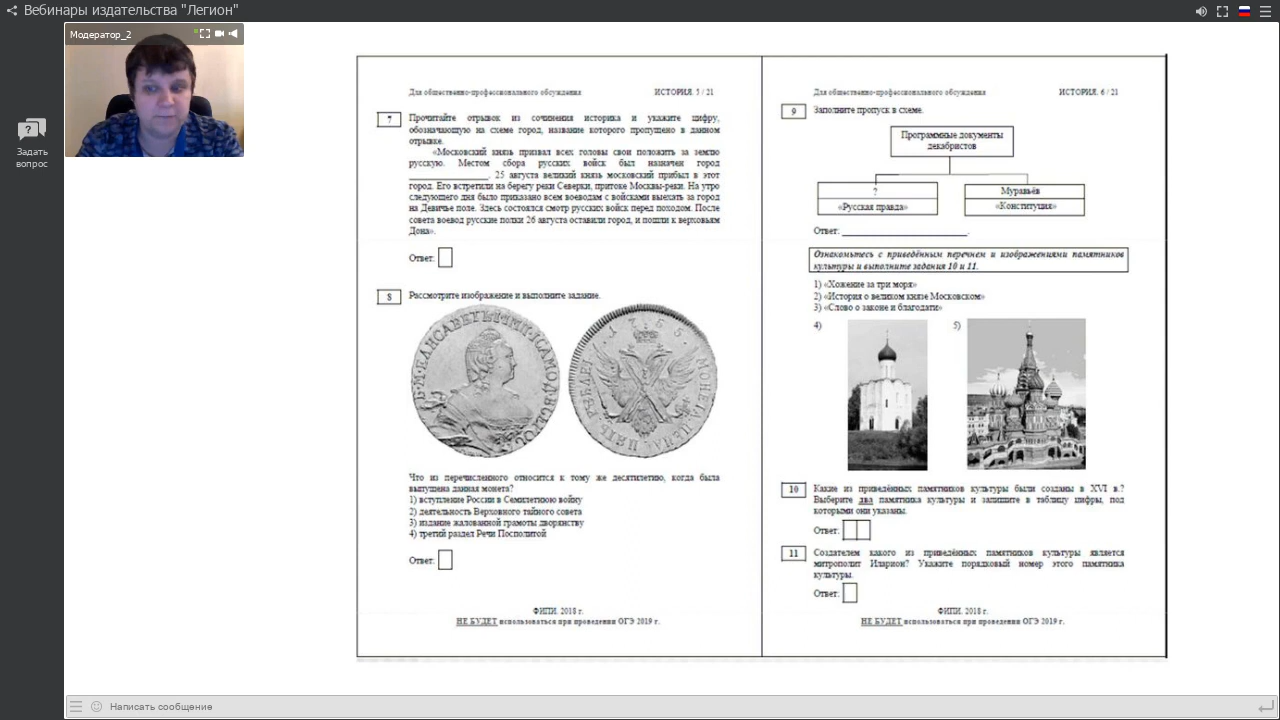 Вебинары издательства "Легион"
Модератор_2
Задать
вопрос
Для общественно-профессионального обсуждения
ИСТОРИЯ. 5 / 21
7
Прочитайте отрывок из сочинения историка и укажите цифру,
обозначающую на схеме город, название которого пропущено в данном
отрывке.
«Московский князь призвал всех головы свои положить за землю
русскую. Местом сбора русских войск был назначен город
__________________. 25 августа великий князь московский прибыл в этот
город. Его встретили на берегу реки Северки, притоке Москвы-реки. На утро
следующего дня было приказано всем воеводам с войсками выехать за город
на Девичье поле. Здесь состоялся смотр русских войск перед походом. После
совета воевод русские полки 26 августа оставили город, и пошли к верховьям
Дона».
Ответ:
8
Рассмотрите изображение и выполните задание.
1755
Что из перечисленного относится к тому же десятилетию, когда была
выпущена данная монета?
1) вступление России в Семилетнюю войну
2) деятельность Верховного тайного совета
3) издание жалованной грамоты дворянству
4) третий раздел Речи Посполитой
Ответ:
ФИПИ. 2018 г.
НЕ БУДЕТ использоваться при проведении ОГЭ 2019 г.
Для общественно-профессионального обсуждения
ИСТОРИЯ. 6 / 21
9
Заполните пропуск в схеме.
Программные документы
декабристов
?
«Русская правда»
Муравьёв
«Конституция»
Ответ: ___________________________.
Ознакомьтесь с приведённым перечнем и изображениями памятников
культуры и выполните задания 10 и 11.
1) «Хожение за три моря»
2) «История о великом князе Московском»
3) «Слово о законе и благодати»
4)
5)
10
Какие из приведённых памятников культуры были созданы в XVI в.?
Выберите два памятника культуры и запишите в таблицу цифры, под
которыми они указаны.
Ответ:
11
Создателем какого из приведённых памятников культуры является
митрополит Иларион? Укажите порядковый номер этого памятника
культуры.
Ответ:
ФИПИ. 2018 г.
НЕ БУДЕТ использоваться при проведении ОГЭ 2019 г.
Написать сообщение